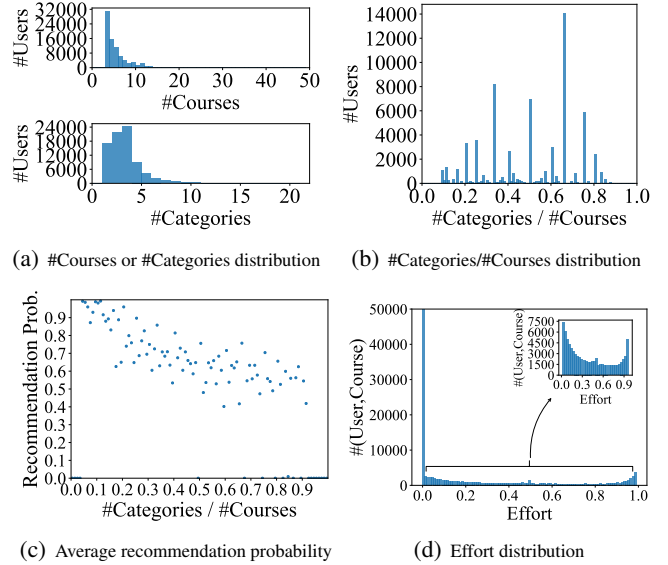 32000
24000
16000
8000
0
#Users
0 10 20 30 40 50
#Courses
24000
18000
12000
6000
0
#Users
0 5 10 15 20
#Categories
(a) #Courses or #Categories distribution
14000
12000
10000
8000
6000
4000
2000
0
#Users
0.0 0.2 0.4 0.6 0.8 1.0
#Categories / #Courses
(b) #Categories/#Courses distribution
0.9
0.8
0.7
0.6
0.5
0.4
0.3
0.2
0.1
0.0
Recommendation Prob.
0.0 0.1 0.2 0.3 0.4 0.5 0.6 0.7 0.8 0.9
#Categories / #Courses
(c) Average recommendation probability
50000
40000
30000
20000
10000
0
#(User,Course)
0.0 0.2 0.4 0.6 0.8 1.0
Effort
7500
6000
4500
3000
1500
0
#(User,Course)
0.0 0.3 0.6 0.9
Effort
(d) Effort distribution